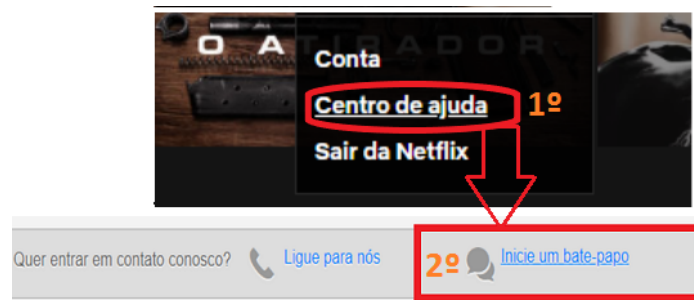 O ATIRADOR
Conta
Centro de ajuda 1º
Sair da Netflix
Quer entrar em contato conosco? Ligue para nós 2º Inicie um bate-papo